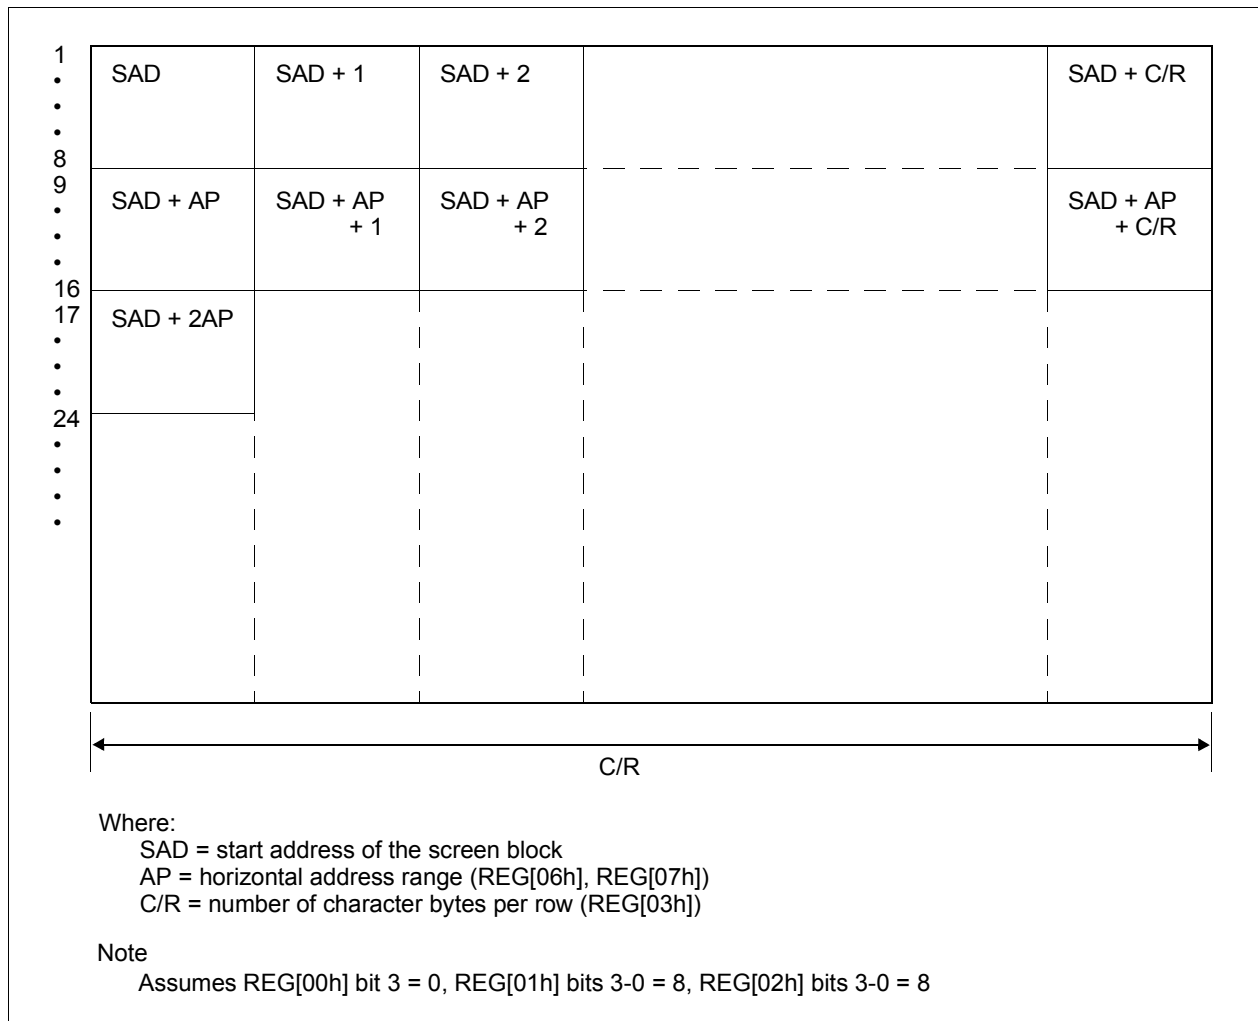 1
8
SAD
SAD + 1
SAD + 2
SAD + C/R
9
16
SAD + AP
SAD + AP
+ 1
SAD + AP
+ 2
SAD + AP
+ C/R
17
24
SAD + 2AP
C/R
Where:
SAD = start address of the screen block
AP = horizontal address range (REG[06h], REG[07h])
C/R = number of character bytes per row (REG[03h])
Note
Assumes REG[00h] bit 3 = 0, REG[01h] bits 3-0 = 8, REG[02h] bits 3-0 = 8